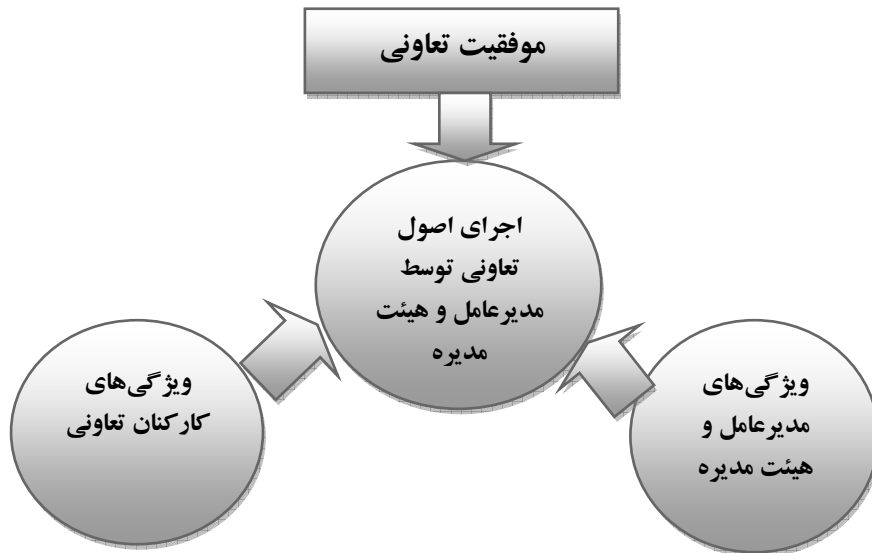 موفقیت تعاونی
اجرای اصول
تعاونی توسط
مدیرعامل و هیئت
مدیره
ویژگی‌های
مدیرعامل و
هیئت مدیره
ویژگی‌های
کارکنان تعاونی